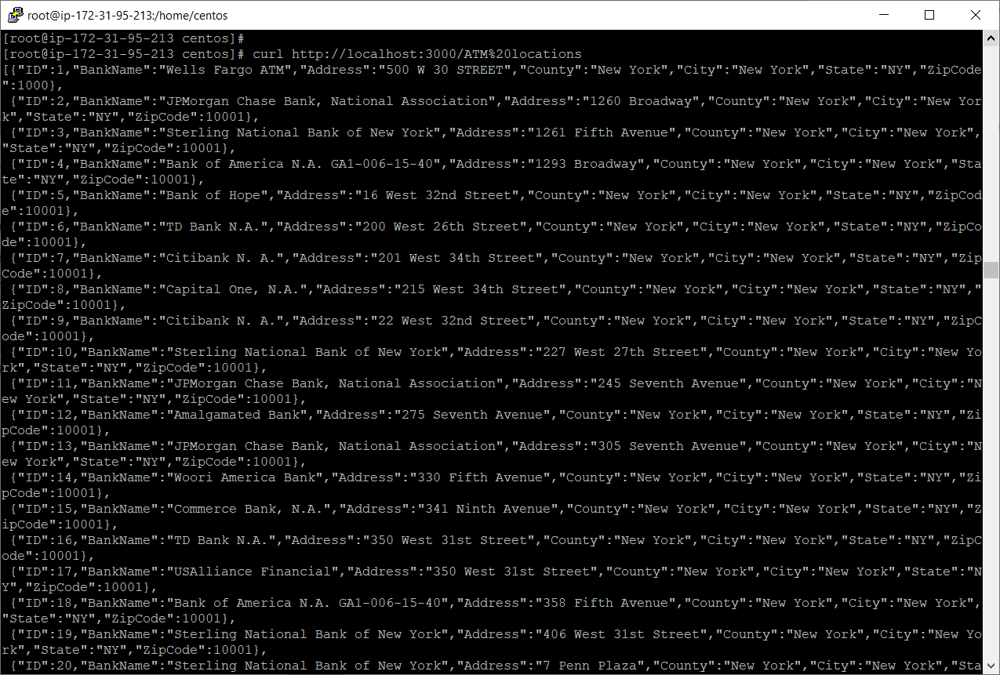 root@ip-172-31-95-213:/home/centos
[root@ip-172-31-95-213 centos]#
[root@ip-172-31-95-213 centos]# curl http://localhost:3000/ATM%20locations
[{"ID":1,"BankName":"Wells Fargo ATM","Address":"500 W 30 STREET","County":"New York","City":"New York","State":"NY","ZipCode
":1000},
 {"ID":2,"BankName":"JPMorgan Chase Bank, National Association","Address":"1260 Broadway","County":"New York","City":"New Yor
k","State":"NY","ZipCode":10001},
 {"ID":3,"BankName":"Sterling National Bank of New York","Address":"1261 Fifth Avenue","County":"New York","City":"New York",
"State":"NY","ZipCode":10001},
 {"ID":4,"BankName":"Bank of America N.A. GA1-006-15-40","Address":"1293 Broadway","County":"New York","City":"New York","Sta
te":"NY","ZipCode":10001},
 {"ID":5,"BankName":"Bank of Hope","Address":"16 West 32nd Street","County":"New York","City":"New York","State":"NY","ZipCod
e":10001},
 {"ID":6,"BankName":"TD Bank N.A.","Address":"200 West 26th Street","County":"New York","City":"New York","State":"NY","ZipCo
de":10001},
 {"ID":7,"BankName":"Citibank N. A.","Address":"201 West 34th Street","County":"New York","City":"New York","State":"NY","Zip
Code":10001},
 {"ID":8,"BankName":"Capital One, N.A.","Address":"215 West 34th Street","County":"New York","City":"New York","State":"NY","
ZipCode":10001},
 {"ID":9,"BankName":"Citibank N. A.","Address":"22 West 32nd Street","County":"New York","City":"New York","State":"NY","ZipC
ode":10001},
 {"ID":10,"BankName":"Sterling National Bank of New York","Address":"227 West 27th Street","County":"New York","City":"New Yo
rk","State":"NY","ZipCode":10001},
 {"ID":11,"BankName":"JPMorgan Chase Bank, National Association","Address":"245 Seventh Avenue","County":"New York","City":"N
ew York","State":"NY","ZipCode":10001},
 {"ID":12,"BankName":"Amalgamated Bank","Address":"275 Seventh Avenue","County":"New York","City":"New York","State":"NY","Zi
pCode":10001},
 {"ID":13,"BankName":"JPMorgan Chase Bank, National Association","Address":"305 Seventh Avenue","County":"New York","City":"N
ew York","State":"NY","ZipCode":10001},
 {"ID":14,"BankName":"Woori America Bank","Address":"330 Fifth Avenue","County":"New York","City":"New York","State":"NY","Zi
pCode":10001},
 {"ID":15,"BankName":"Commerce Bank, N.A.","Address":"341 Ninth Avenue","County":"New York","City":"New York","State":"NY","Z
ipCode":10001},
 {"ID":16,"BankName":"TD Bank N.A.","Address":"350 West 31st Street","County":"New York","City":"New York","State":"NY","ZipC
ode":10001},
 {"ID":17,"BankName":"USAlliance Financial","Address":"350 West 31st Street","County":"New York","City":"New York","State":"N
Y","ZipCode":10001},
 {"ID":18,"BankName":"Bank of America N.A. GA1-006-15-40","Address":"358 Fifth Avenue","County":"New York","City":"New York",
"State":"NY","ZipCode":10001},
 {"ID":19,"BankName":"Sterling National Bank of New York","Address":"406 West 31st Street","County":"New York","City":"New Yo
rk","State":"NY","ZipCode":10001},
 {"ID":20,"BankName":"Sterling National Bank of New York","Address":"7 Penn Plaza","County":"New York","City":"New York","Sta